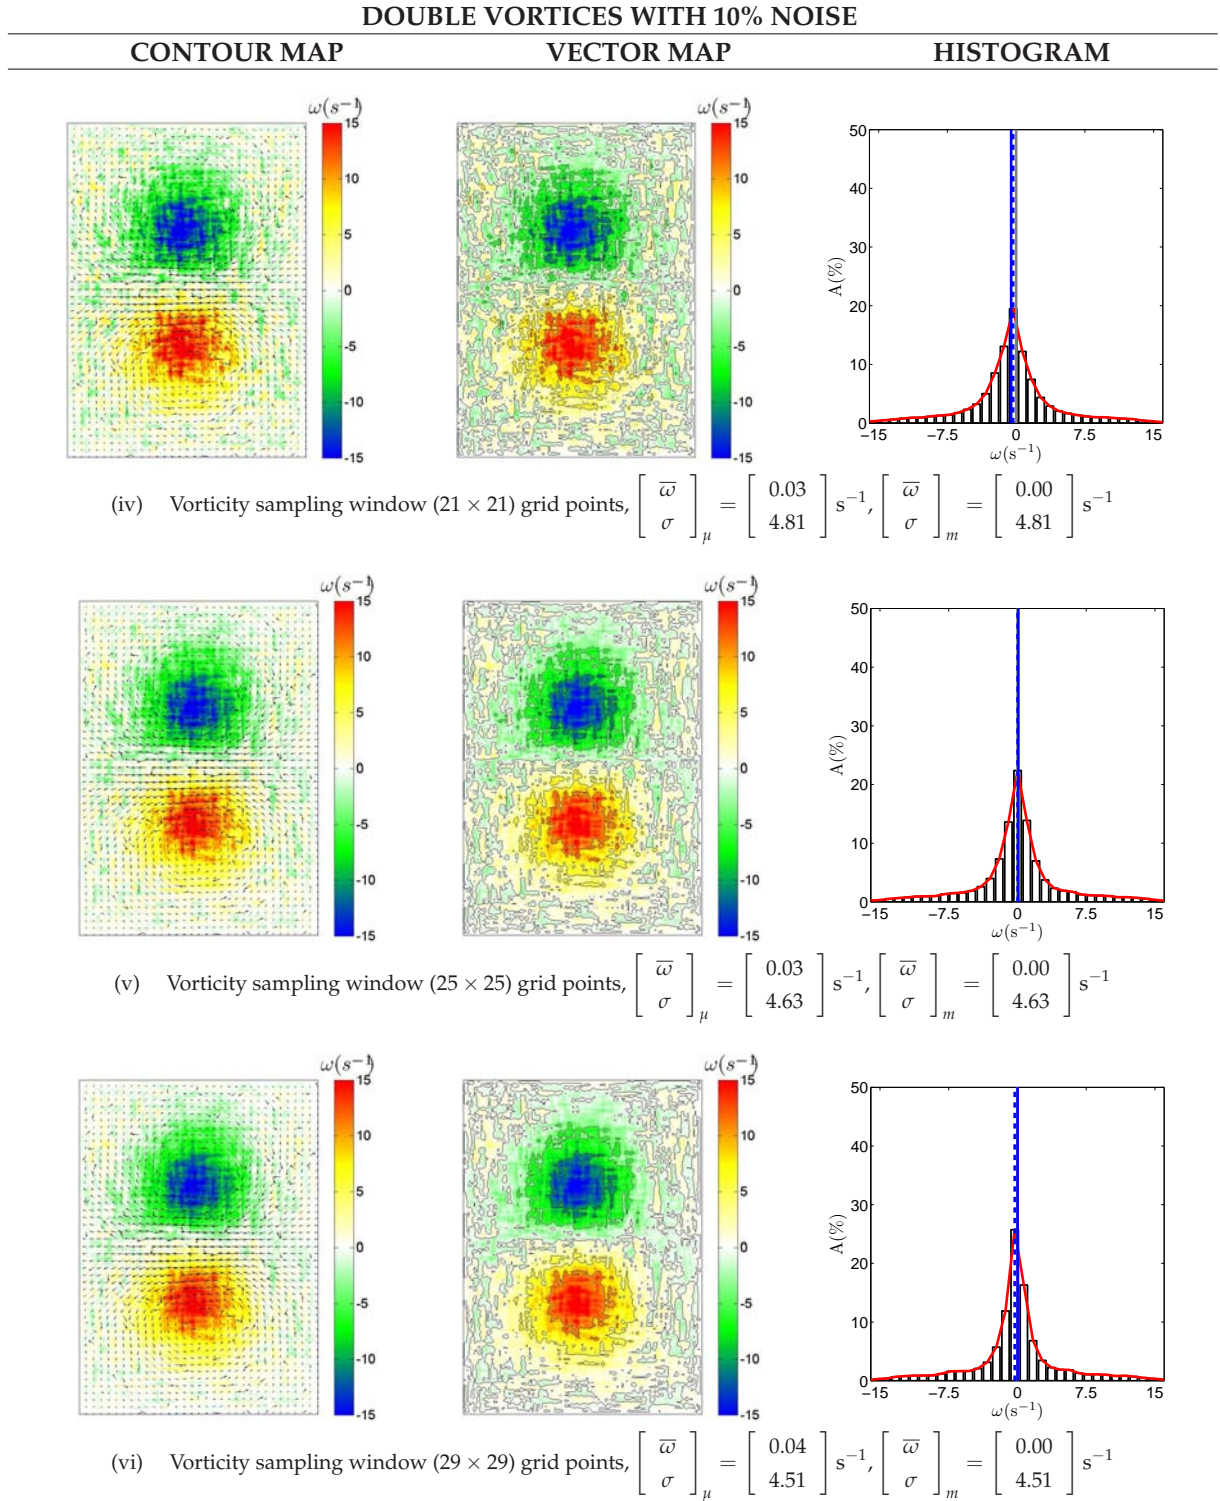 DOUBLE VORTICES WITH 10% NOISE
CONTOUR MAP VECTOR MAP HISTOGRAM
ω(s⁻¹) ω(s⁻¹)
15 10 5 0 -5 -10 -15
15 10 5 0 -5 -10 -15
A(%)
50 40 30 20 10 0
−15 −7.5 0 7.5 15
ω(s⁻¹)
(iv) Vorticity sampling window (21 × 21) grid points, [ω̅ σ]μ = [0.03 4.81] s⁻¹, [ω̅ σ]m = [0.00 4.81] s⁻¹
ω(s⁻¹) ω(s⁻¹)
15 10 5 0 -5 -10 -15
15 10 5 0 -5 -10 -15
A(%)
50 40 30 20 10 0
−15 −7.5 0 7.5 15
ω(s⁻¹)
(v) Vorticity sampling window (25 × 25) grid points, [ω̅ σ]μ = [0.03 4.63] s⁻¹, [ω̅ σ]m = [0.00 4.63] s⁻¹
ω(s⁻¹) ω(s⁻¹)
15 10 5 0 -5 -10 -15
15 10 5 0 -5 -10 -15
A(%)
50 40 30 20 10 0
−15 −7.5 0 7.5 15
ω(s⁻¹)
(vi) Vorticity sampling window (29 × 29) grid points, [ω̅ σ]μ = [0.04 4.51] s⁻¹, [ω̅ σ]m = [0.00 4.51] s⁻¹